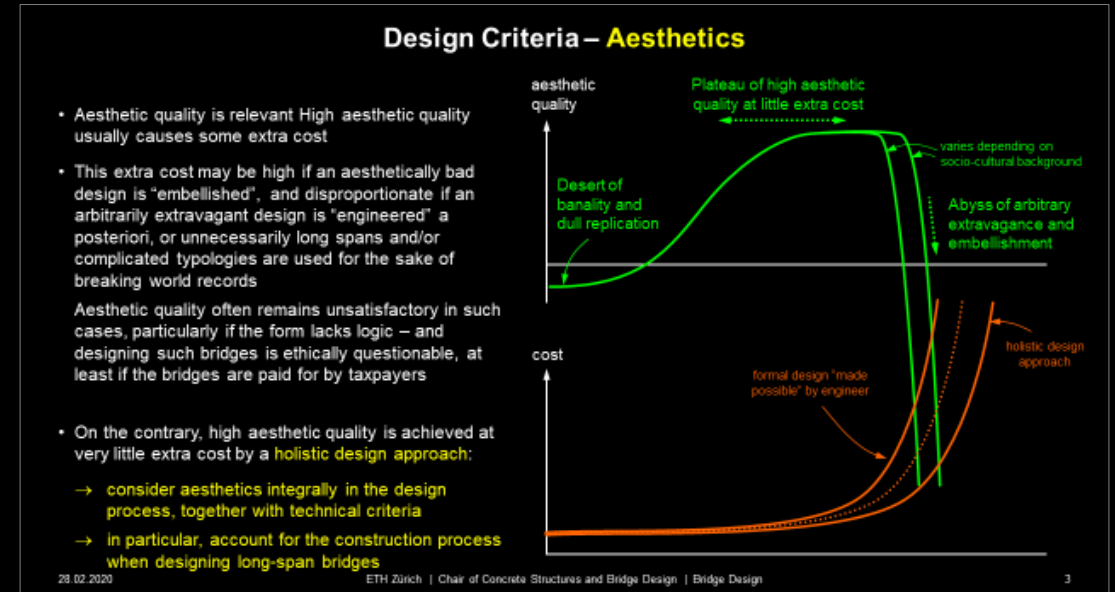 Design Criteria – Aesthetics
• Aesthetic quality is relevant High aesthetic quality
usually causes some extra cost
• This extra cost may be high if an aesthetically bad
design is “embellished”, and disproportionate if an
arbitrarily extravagant design is “engineered” a
posteriori, or unnecessarily long spans and/or
complicated typologies are used for the sake of
breaking world records
Aesthetic quality often remains unsatisfactory in such
cases, particularly if the form lacks logic – and
designing such bridges is ethically questionable, at
least if the bridges are paid for by taxpayers
• On the contrary, high aesthetic quality is achieved at
very little extra cost by a holistic design approach:
→ consider aesthetics integrally in the design
process, together with technical criteria
→ in particular, account for the construction process
when designing long-span bridges
aesthetic
quality
Plateau of high aesthetic
quality at little extra cost
varies depending on
socio-cultural background
Desert of
banality and
dull replication
Abyss of arbitrary
extravagance and
embellishment
cost
holistic design
approach
formal design “made
possible” by engineer
28.02.2020
ETH Zürich | Chair of Concrete Structures and Bridge Design | Bridge Design
3